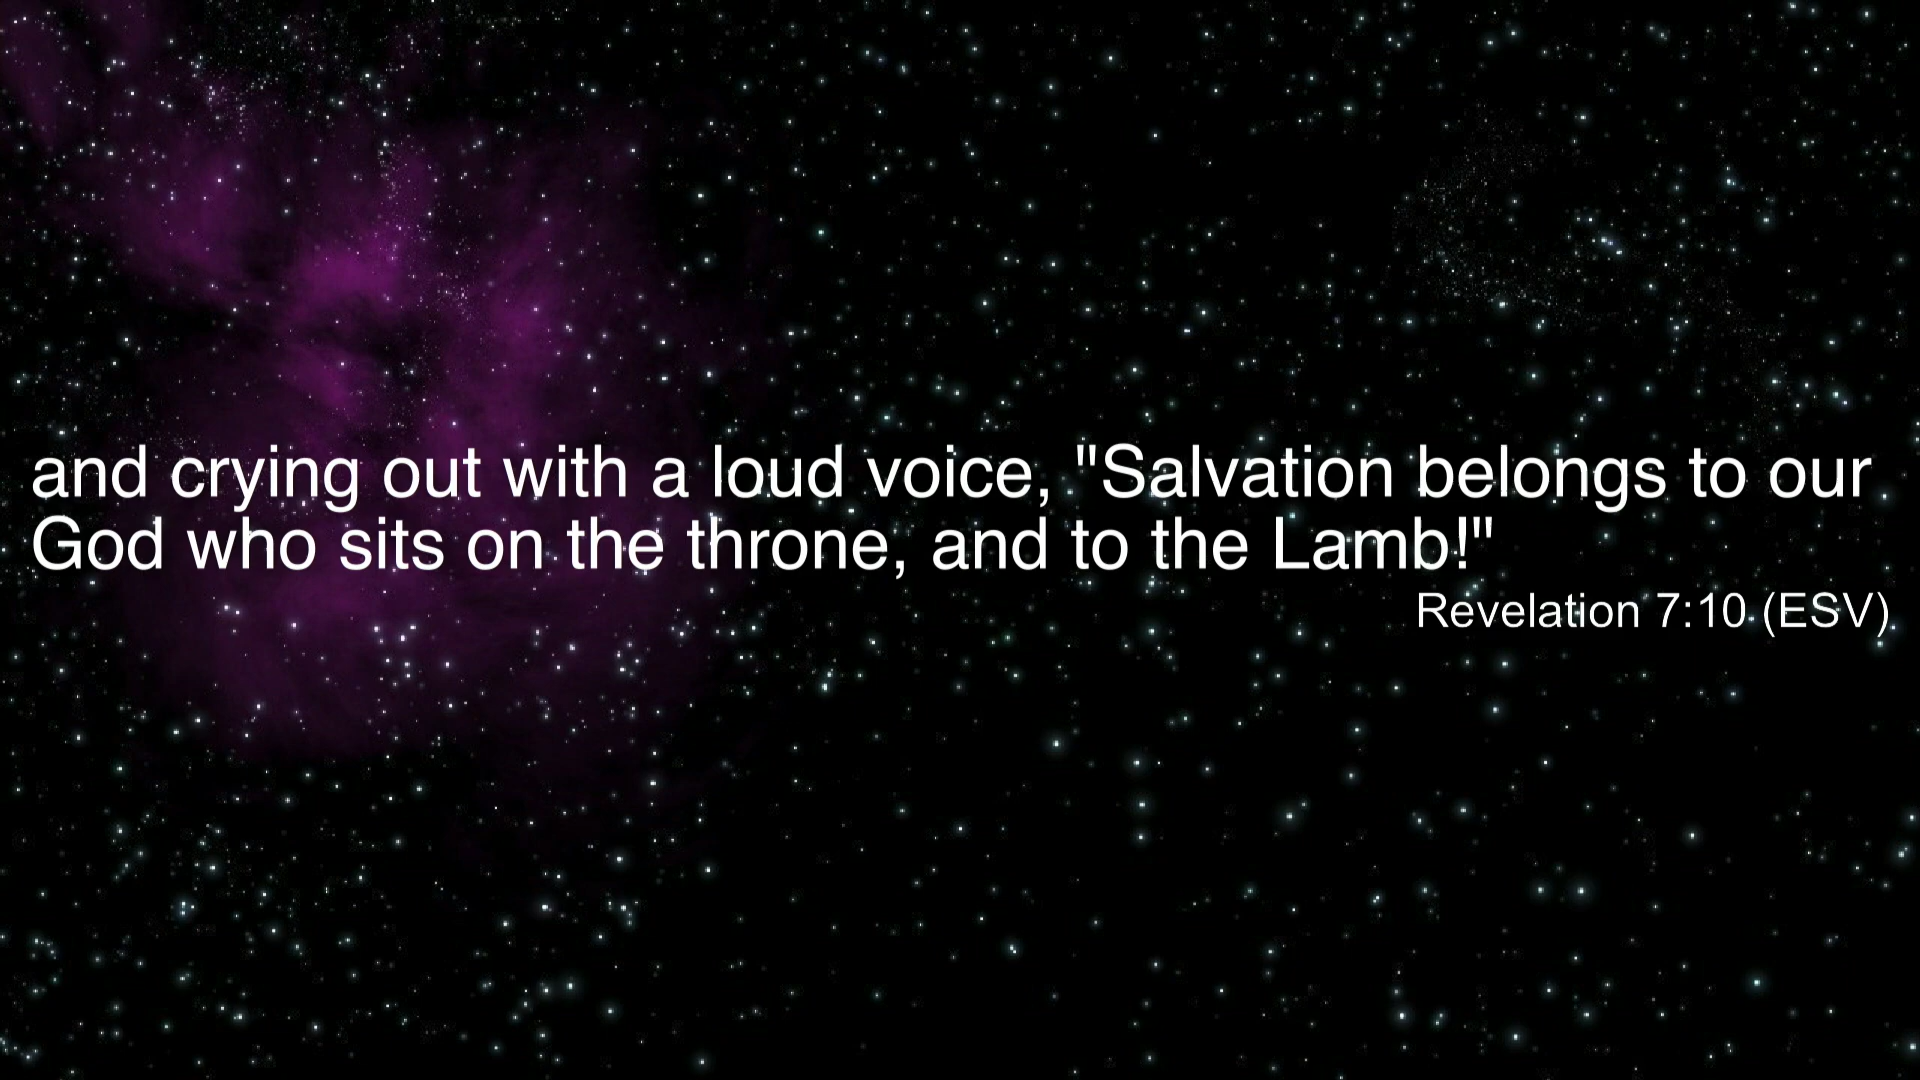 and crying out with a loud voice, "Salvation belongs to our
God who sits on the throne, and to the Lamb!"
Revelation 7:10 (ESV)